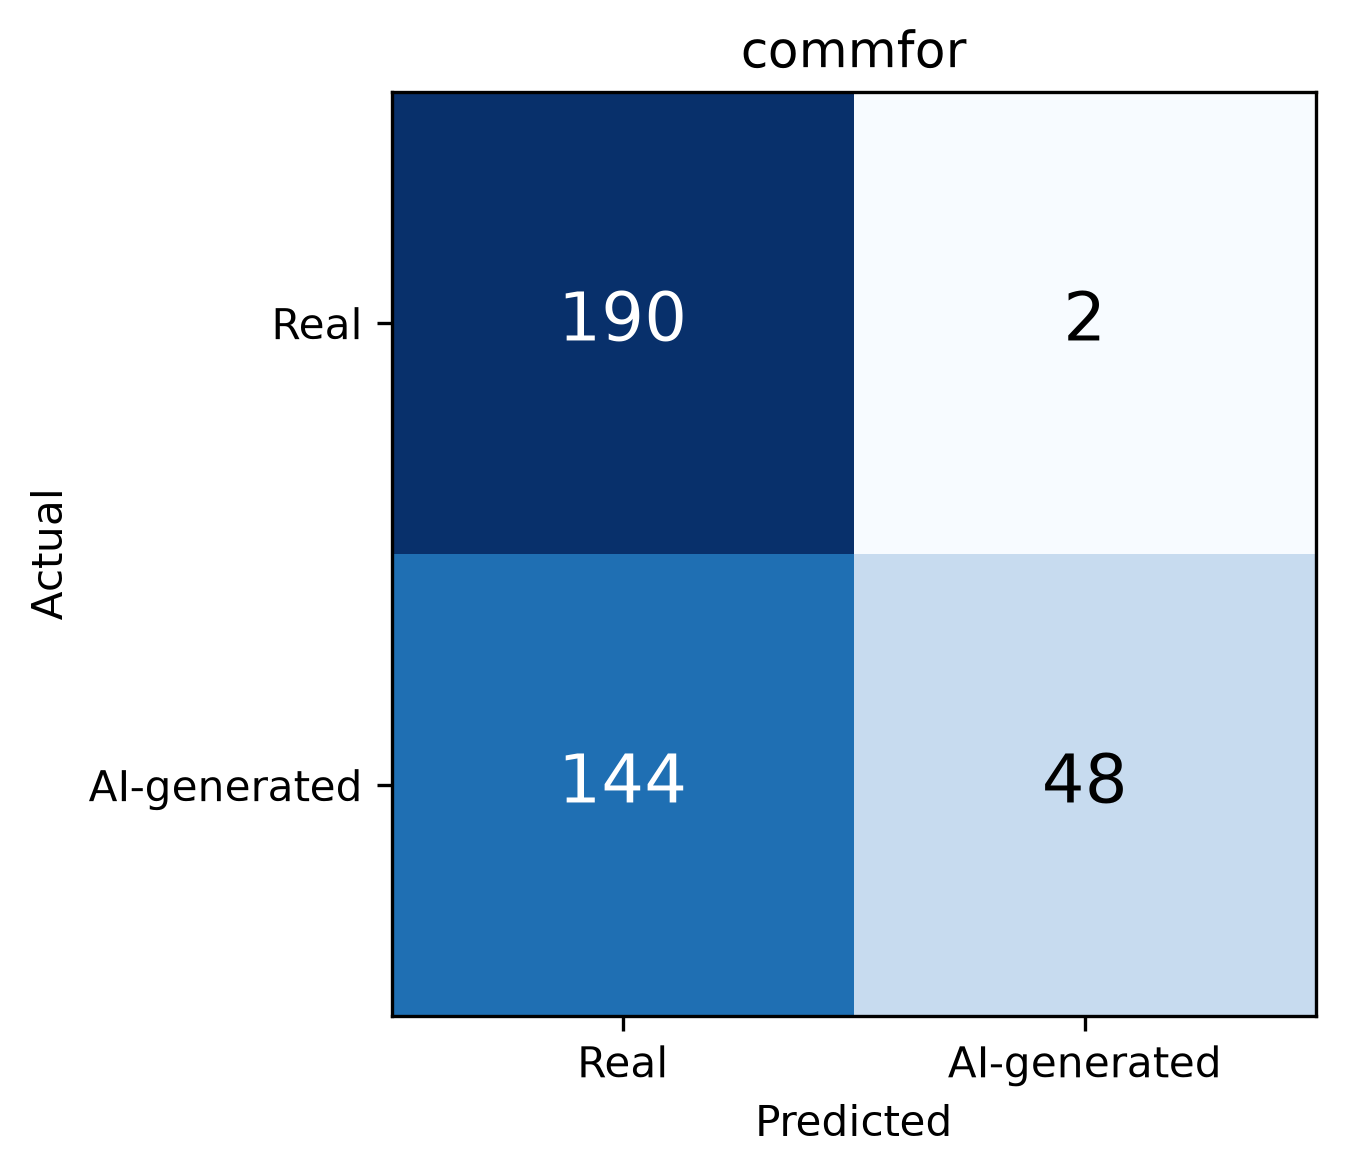 commfor
Real
190
2
Actual
AI-generated
144
48
Real
AI-generated
Predicted